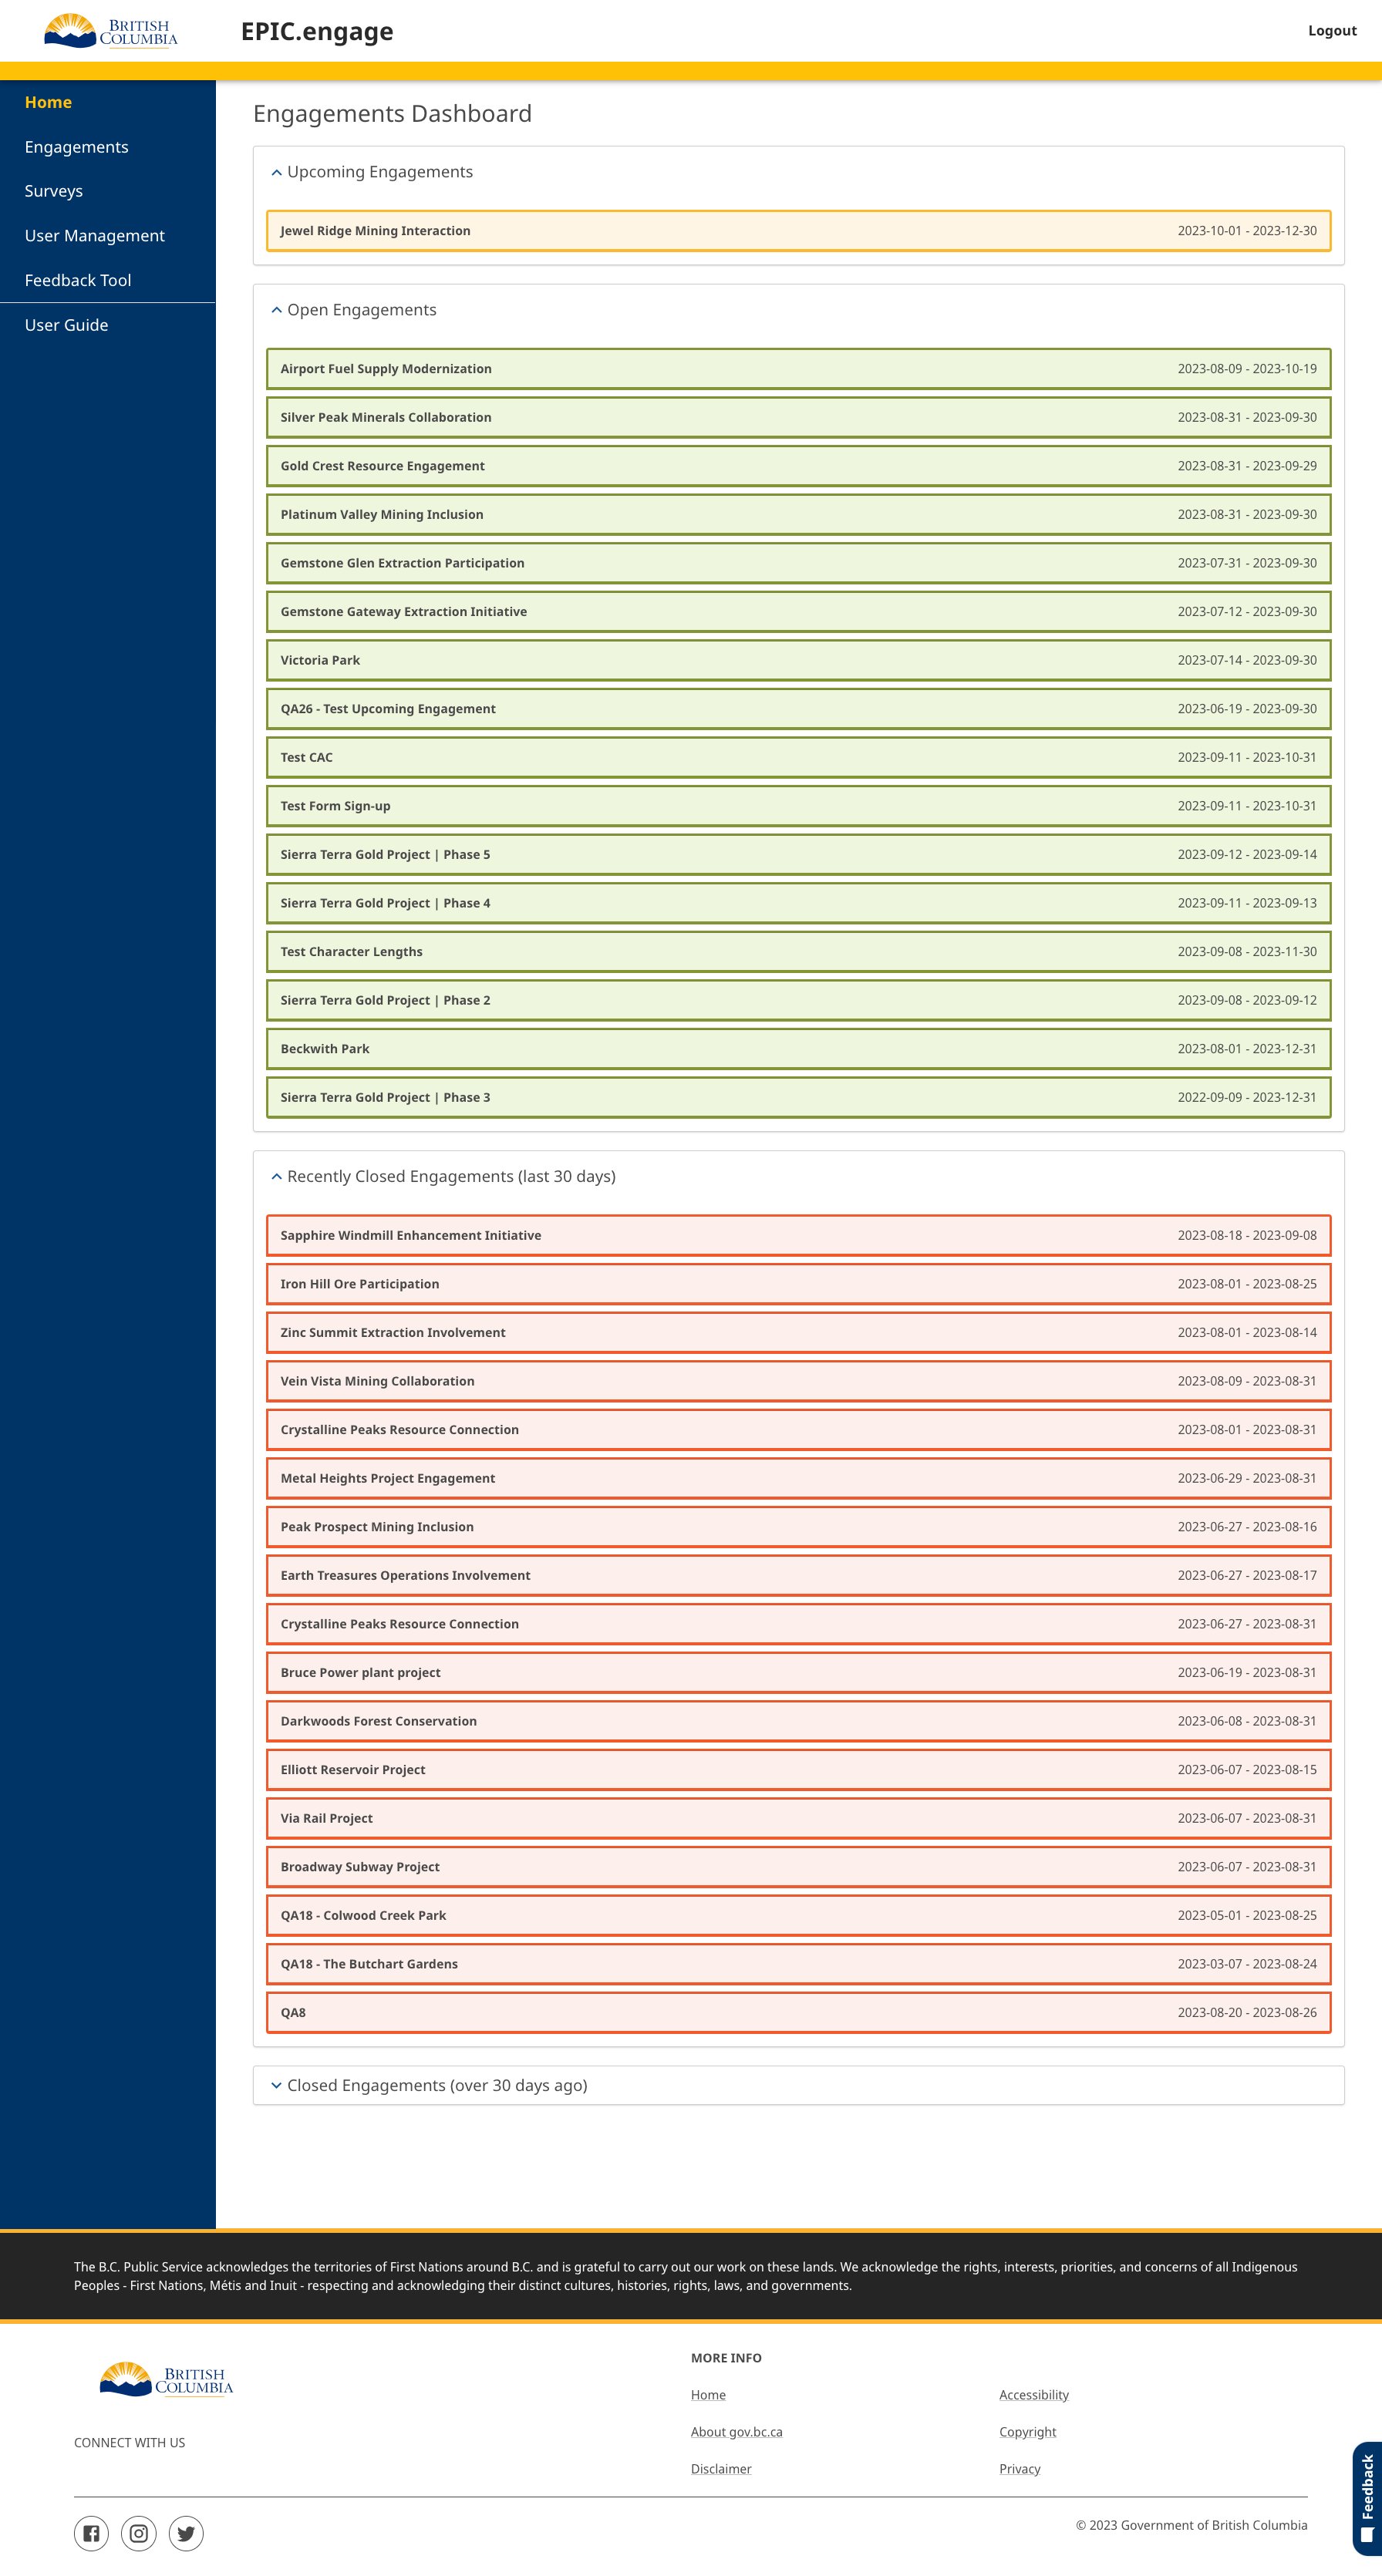 BRITISH
COLUMBIA
EPIC.engage
Logout
Home
Engagements
Surveys
User Management
Feedback Tool
User Guide
Engagements Dashboard
Upcoming Engagements
Jewel Ridge Mining Interaction 2023-10-01 - 2023-12-30
Open Engagements
Airport Fuel Supply Modernization 2023-08-09 - 2023-10-19
Silver Peak Minerals Collaboration 2023-08-31 - 2023-09-30
Gold Crest Resource Engagement 2023-08-31 - 2023-09-29
Platinum Valley Mining Inclusion 2023-08-31 - 2023-09-30
Gemstone Glen Extraction Participation 2023-07-31 - 2023-09-30
Gemstone Gateway Extraction Initiative 2023-07-12 - 2023-09-30
Victoria Park 2023-07-14 - 2023-09-30
QA26 - Test Upcoming Engagement 2023-06-19 - 2023-09-30
Test CAC 2023-09-11 - 2023-10-31
Test Form Sign-up 2023-09-11 - 2023-10-31
Sierra Terra Gold Project | Phase 5 2023-09-12 - 2023-09-14
Sierra Terra Gold Project | Phase 4 2023-09-11 - 2023-09-13
Test Character Lengths 2023-09-08 - 2023-11-30
Sierra Terra Gold Project | Phase 2 2023-09-08 - 2023-09-12
Beckwith Park 2023-08-01 - 2023-12-31
Sierra Terra Gold Project | Phase 3 2022-09-09 - 2023-12-31
Recently Closed Engagements (last 30 days)
Sapphire Windmill Enhancement Initiative 2023-08-18 - 2023-09-08
Iron Hill Ore Participation 2023-08-01 - 2023-08-25
Zinc Summit Extraction Involvement 2023-08-01 - 2023-08-14
Vein Vista Mining Collaboration 2023-08-09 - 2023-08-31
Crystalline Peaks Resource Connection 2023-08-01 - 2023-08-31
Metal Heights Project Engagement 2023-06-29 - 2023-08-31
Peak Prospect Mining Inclusion 2023-06-27 - 2023-08-16
Earth Treasures Operations Involvement 2023-06-27 - 2023-08-17
Crystalline Peaks Resource Connection 2023-06-27 - 2023-08-31
Bruce Power plant project 2023-06-19 - 2023-08-31
Darkwoods Forest Conservation 2023-06-08 - 2023-08-31
Elliott Reservoir Project 2023-06-07 - 2023-08-15
Via Rail Project 2023-06-07 - 2023-08-31
Broadway Subway Project 2023-06-07 - 2023-08-31
QA18 - Colwood Creek Park 2023-05-01 - 2023-08-25
QA18 - The Butchart Gardens 2023-03-07 - 2023-08-24
QA8 2023-08-20 - 2023-08-26
Closed Engagements (over 30 days ago)
The B.C. Public Service acknowledges the territories of First Nations around B.C. and is grateful to carry out our work on these lands. We acknowledge the rights, interests, priorities, and concerns of all Indigenous
Peoples - First Nations, Métis and Inuit - respecting and acknowledging their distinct cultures, histories, rights, laws, and governments.
BRITISH
COLUMBIA
CONNECT WITH US
MORE INFO
Home Accessibility
About gov.bc.ca Copyright
Disclaimer Privacy
Feedback
© 2023 Government of British Columbia